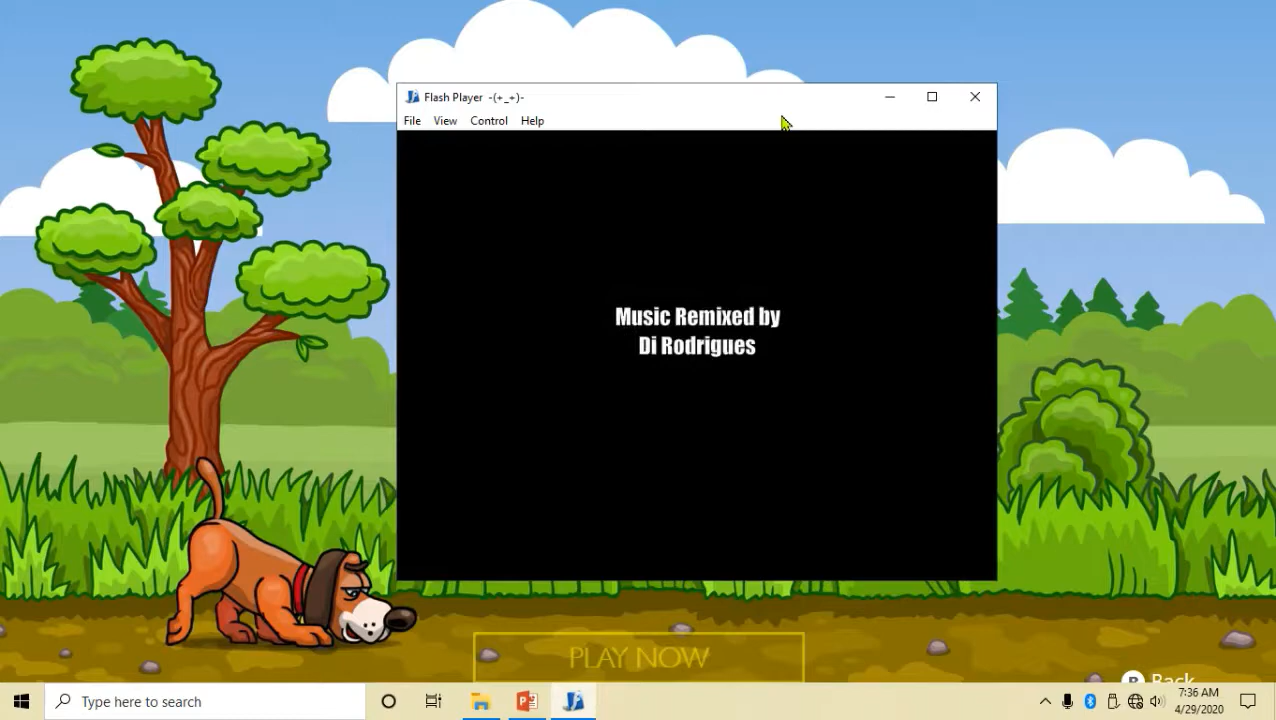 Flash Player -(+_+)-
File View Control Help
Music Remixed by
Di Rodrigues
PLAY NOW
B Back
Type here to search
7:36 AM
4/29/2020